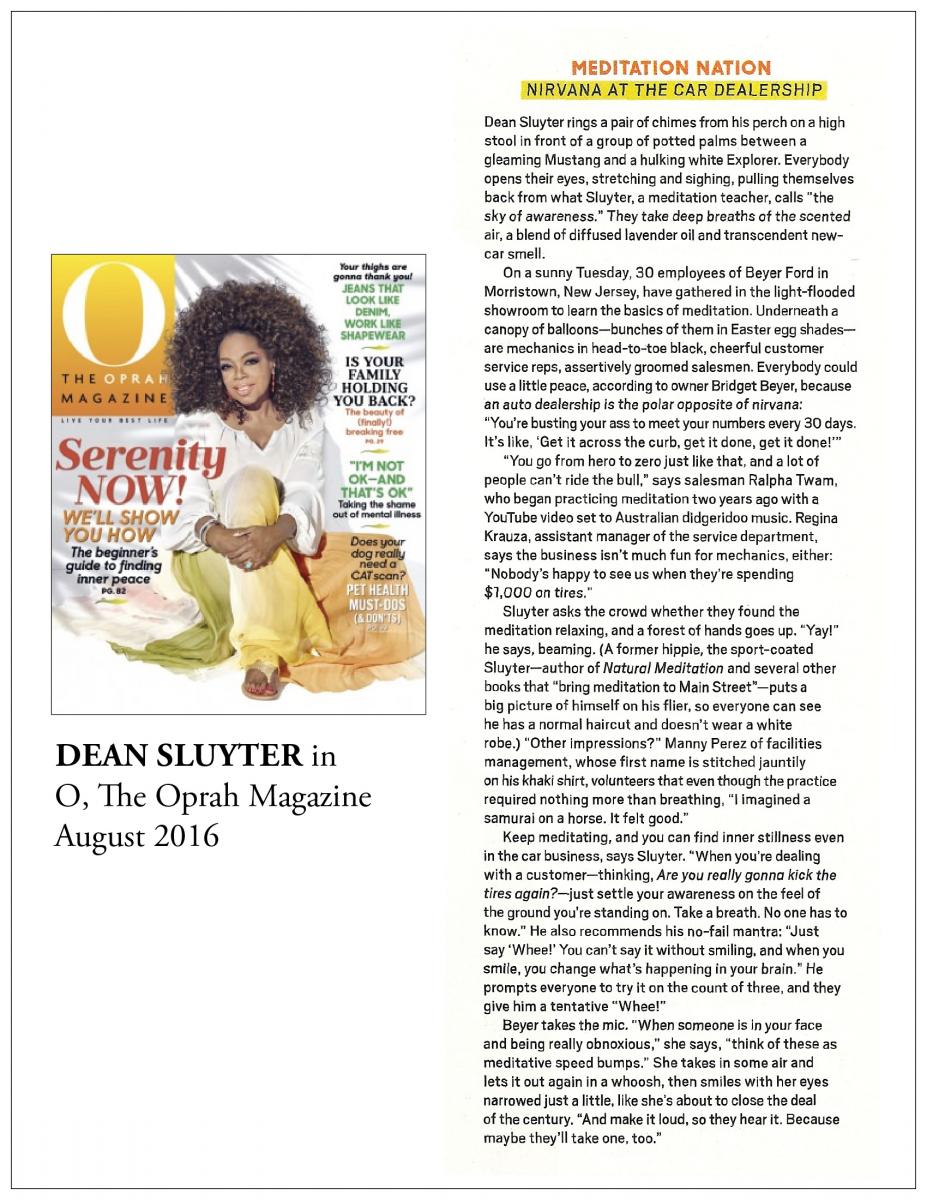 MEDITATION NATION
NIRVANA AT THE CAR DEALERSHIP
Dean Sluyter rings a pair of chimes from his perch on a high
stool in front of a group of potted palms between a
gleaming Mustang and a hulking white Explorer. Everybody
opens their eyes, stretching and sighing, pulling themselves
back from what Sluyter, a meditation teacher, calls "the
sky of awareness." They take deep breaths of the scented
air, a blend of diffused lavender oil and transcendent new-
car smell.
On a sunny Tuesday, 30 employees of Beyer Ford in
Morristown, New Jersey, have gathered in the light-flooded
showroom to learn the basics of meditation. Underneath a
canopy of balloons—bunches of them in Easter egg shades—
are mechanics in head-to-toe black, cheerful customer
service reps, assertively groomed salesmen. Everybody could
use a little peace, according to owner Bridget Beyer, because
an auto dealership is the polar opposite of nirvana:
"You're busting your ass to meet your numbers every 30 days.
It's like, 'Get it across the curb, get it done, get it done!'"
"You go from hero to zero just like that, and a lot of
people can't ride the bull," says salesman Ralpha Twam,
who began practicing meditation two years ago with a
YouTube video set to Australian didgeridoo music. Regina
Krauza, assistant manager of the service department,
says the business isn't much fun for mechanics, either:
"Nobody's happy to see us when they're spending
$1,000 on tires."
Sluyter asks the crowd whether they found the
meditation relaxing, and a forest of hands goes up. "Yay!"
he says, beaming. (A former hippie, the sport-coated
Sluyter—author of Natural Meditation and several other
books that "bring meditation to Main Street"—puts a
big picture of himself on his flier, so everyone can see
he has a normal haircut and doesn't wear a white
robe.) "Other impressions?" Manny Perez of facilities
management, whose first name is stitched jauntily
on his khaki shirt, volunteers that even though the practice
required nothing more than breathing, "I imagined a
samurai on a horse. It felt good."
Keep meditating, and you can find inner stillness even
in the car business, says Sluyter. "When you're dealing
with a customer—thinking, Are you really gonna kick the
tires again?—just settle your awareness on the feel of
the ground you're standing on. Take a breath. No one has to
know." He also recommends his no-fail mantra: "Just
say 'Whee!' You can't say it without smiling, and when you
smile, you change what's happening in your brain." He
prompts everyone to try it on the count of three, and they
give him a tentative "Whee!"
Beyer takes the mic. "When someone is in your face
and being really obnoxious," she says, "think of these as
meditative speed bumps." She takes in some air and
lets it out again in a whoosh, then smiles with her eyes
narrowed just a little, like she's about to close the deal
of the century. "And make it loud, so they hear it. Because
maybe they'll take one, too."
O
THE OPRAH
MAGAZINE
LIVE YOUR BEST LIFE
Serenity
NOW!
WE'LL SHOW
YOU HOW
The beginner's
guide to finding
inner peace
PG. 82
Your thighs are
gonna thank you!
JEANS THAT
LOOK LIKE
DENIM,
WORK LIKE
SHAPEWEAR
IS YOUR
FAMILY
HOLDING
YOU BACK?
The beauty of
(finally!)
breaking free
PG. 29
"I'M NOT
OK—AND
THAT'S OK"
Taking the shame
out of mental illness
Does your
dog really
need a
CAT scan?
PET HEALTH
MUST-DOS
(& DON'TS)
DEAN SLUYTER in
O, The Oprah Magazine
August 2016